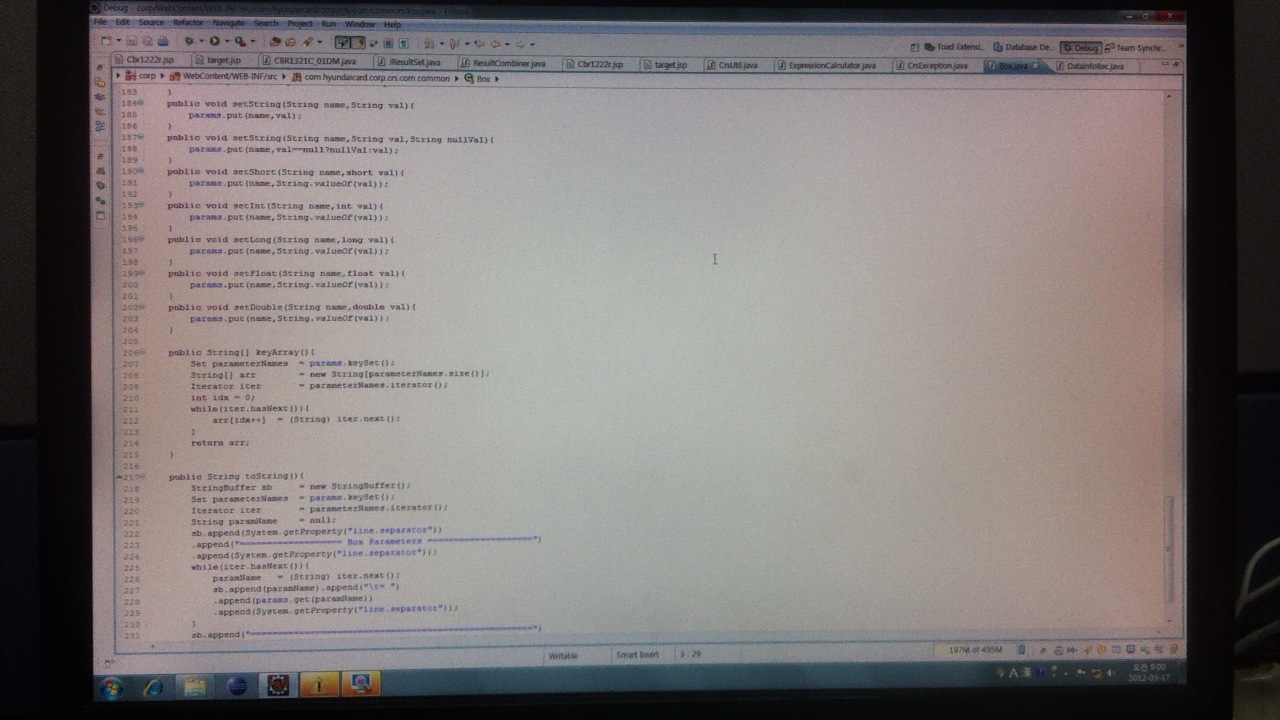 Debug - corp/WebContent/WEB-INF/src/com/hyundaicard/corp/crs/com/common/Box.java - Eclipse
File Edit Source Refactor Navigate Search Project Run Window Help
Toad Extensi... Database De... Debug Team Synchr...
Cbr1222r.jsp target.jsp CBR1321C_01DM.java IResultSet.java ResultCombiner.java Cbr1222r.jsp target.jsp CrsUtil.java ExpressionCalculator.java CrsException.java Box.java DataInfoRec.java
corp WebContent/WEB-INF/src com.hyundaicard.corp.crs.com.common Box
183 }
184 public void setString(String name,String val){
185 params.put(name,val);
186 }
187 public void setString(String name,String val,String nullVal){
188 params.put(name,val==null?nullVal:val);
189 }
190 public void setShort(String name,short val){
191 params.put(name,String.valueOf(val));
192 }
193 public void setInt(String name,int val){
194 params.put(name,String.valueOf(val));
195 }
196 public void setLong(String name,long val){
197 params.put(name,String.valueOf(val));
198 }
199 public void setFloat(String name,float val){
200 params.put(name,String.valueOf(val));
201 }
202 public void setDouble(String name,double val){
203 params.put(name,String.valueOf(val));
204 }
205
206 public String[] keyArray(){
207 Set parameterNames = params.keySet();
208 String[] arr = new String[parameterNames.size()];
209 Iterator iter = parameterNames.iterator();
210 int idx = 0;
211 while(iter.hasNext()){
212 arr[idx++] = (String) iter.next();
213 }
214 return arr;
215 }
216
217 public String toString(){
218 StringBuffer sb = new StringBuffer();
219 Set parameterNames = params.keySet();
220 Iterator iter = parameterNames.iterator();
221 String paramName = null;
222 sb.append(System.getProperty("line.separator"))
223 .append("==================== Box Parameters ====================")
224 .append(System.getProperty("line.separator"));
225 while(iter.hasNext()){
226 paramName = (String) iter.next();
227 sb.append(paramName).append("\t= ")
228 .append(params.get(paramName))
229 .append(System.getProperty("line.separator"));
230 }
231 sb.append("========================================================")
Writable Smart Insert 3 : 29 197M of 495M
A 漢
오전 9:00
2012-03-17